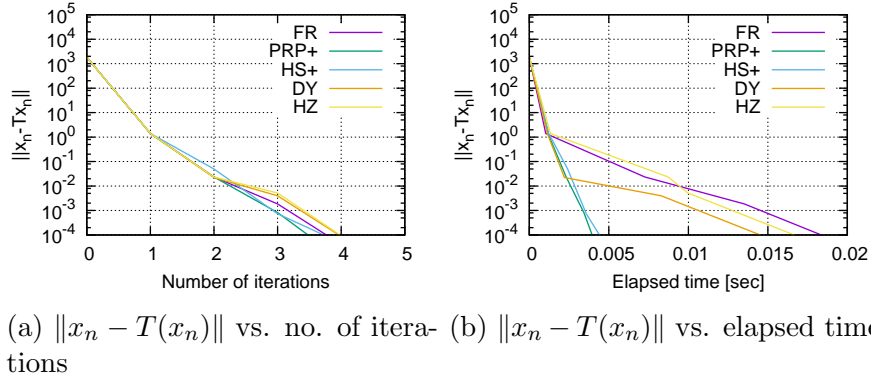 10^5
10^4
10^3
10^2
10^1
10^0
10^-1
10^-2
10^-3
10^-4
||x_n-Tx_n||
FR
PRP+
HS+
DY
HZ
0 1 2 3 4 5
Number of iterations
10^5
10^4
10^3
10^2
10^1
10^0
10^-1
10^-2
10^-3
10^-4
||x_n-Tx_n||
FR
PRP+
HS+
DY
HZ
0 0.005 0.01 0.015 0.02
Elapsed time [sec]
(a) ‖x_n − T(x_n)‖ vs. no. of itera-
tions
(b) ‖x_n − T(x_n)‖ vs. elapsed time